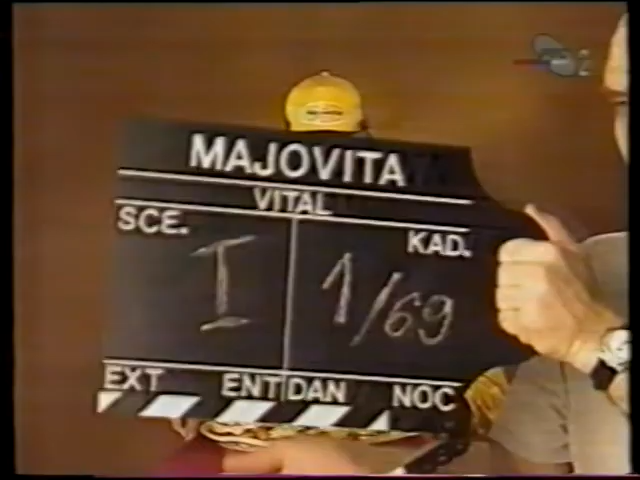 MAJOVITA
VITAL
SCE.
KAD.
I
1/69
EXT
ENT
DAN
NOC